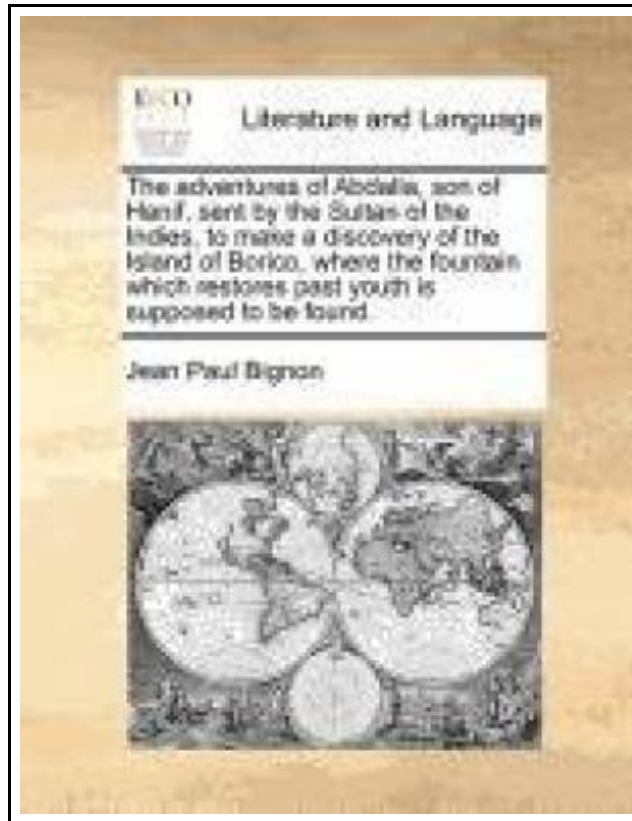 ECCO
Literature and Language
The adventures of Abdalla, son of
Hanif, sent by the Sultan of the
Indies, to make a discovery of the
Island of Borico, where the fountain
which restores past youth is
supposed to be found.
Jean Paul Bignon